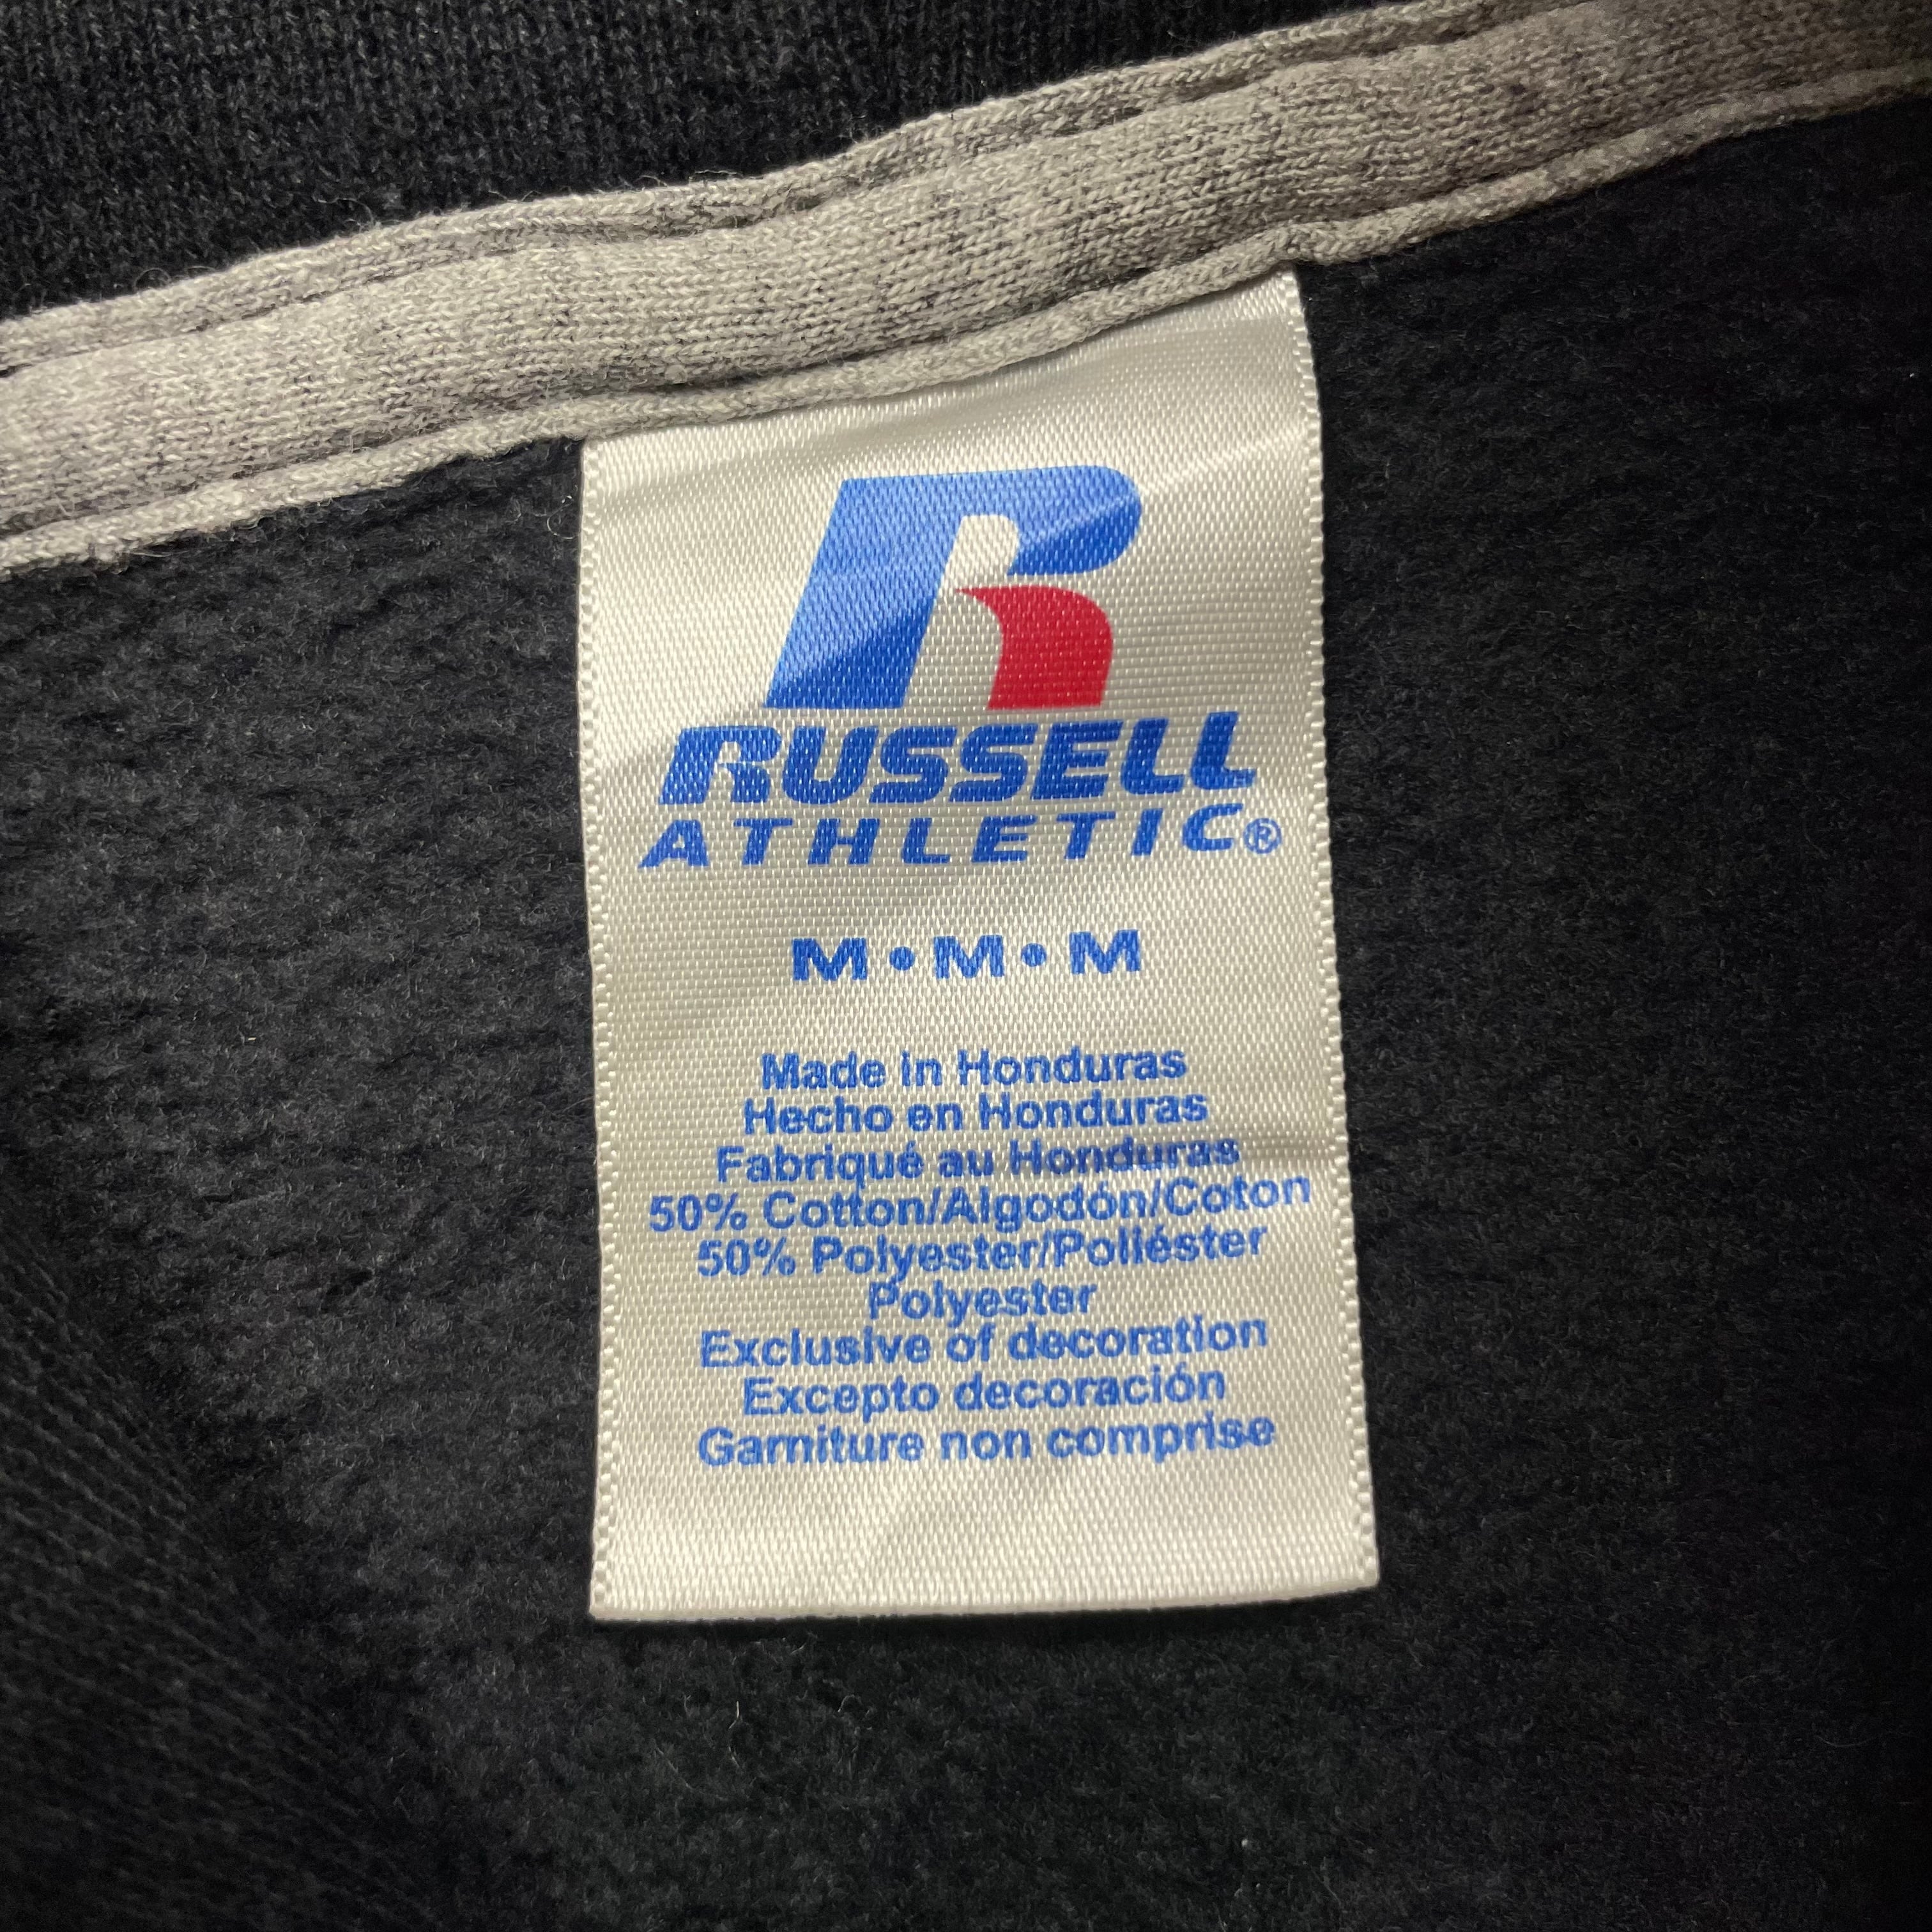 R
RUSSELL
ATHLETIC®
M • M • M
Made in Honduras
Hecho en Honduras
Fabriqué au Honduras
50% Cotton/Algodón/Coton
50% Polyester/Poliéster
Polyester
Exclusive of decoration
Excepto decoración
Garniture non comprise